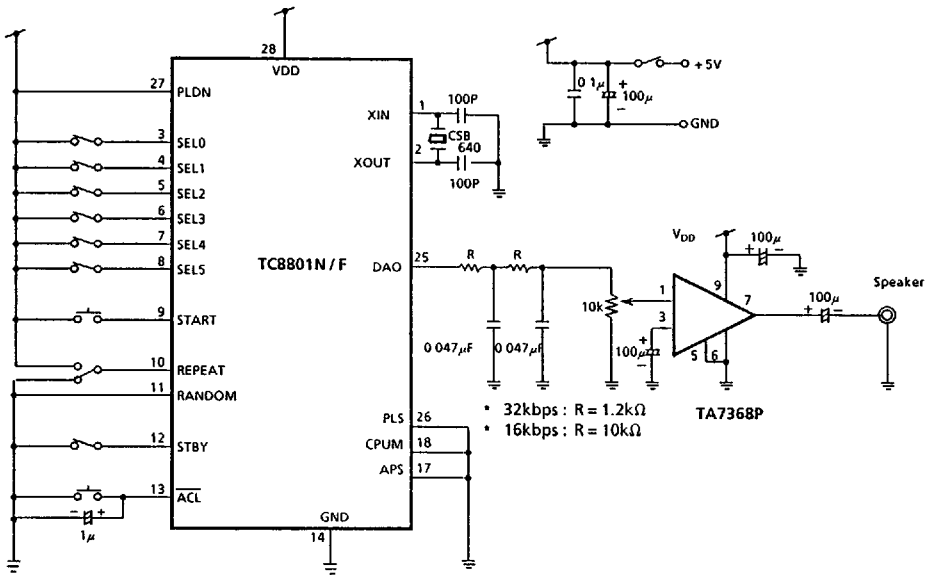 28
VDD
27
PLDN
3
SEL0
4
SEL1
5
SEL2
6
SEL3
7
SEL4
8
SEL5
9
START
10
REPEAT
11
RANDOM
12
STBY
13
ACL
- +
1μ
GND
14
TC8801N / F
XIN
1
100P
CSB
640
XOUT
2
100P
DAO
25
R
R
0 047μF
0 047μF
10k
PLS
26
CPUM
18
APS
17
* 32kbps : R = 1.2kΩ
* 16kbps : R = 10kΩ
0 1μ
+
100μ
-
+5V
GND
VDD
100μ
+ -
1
3
9
7
5
6
+
100μ
-
TA7368P
100μ
+ -
Speaker